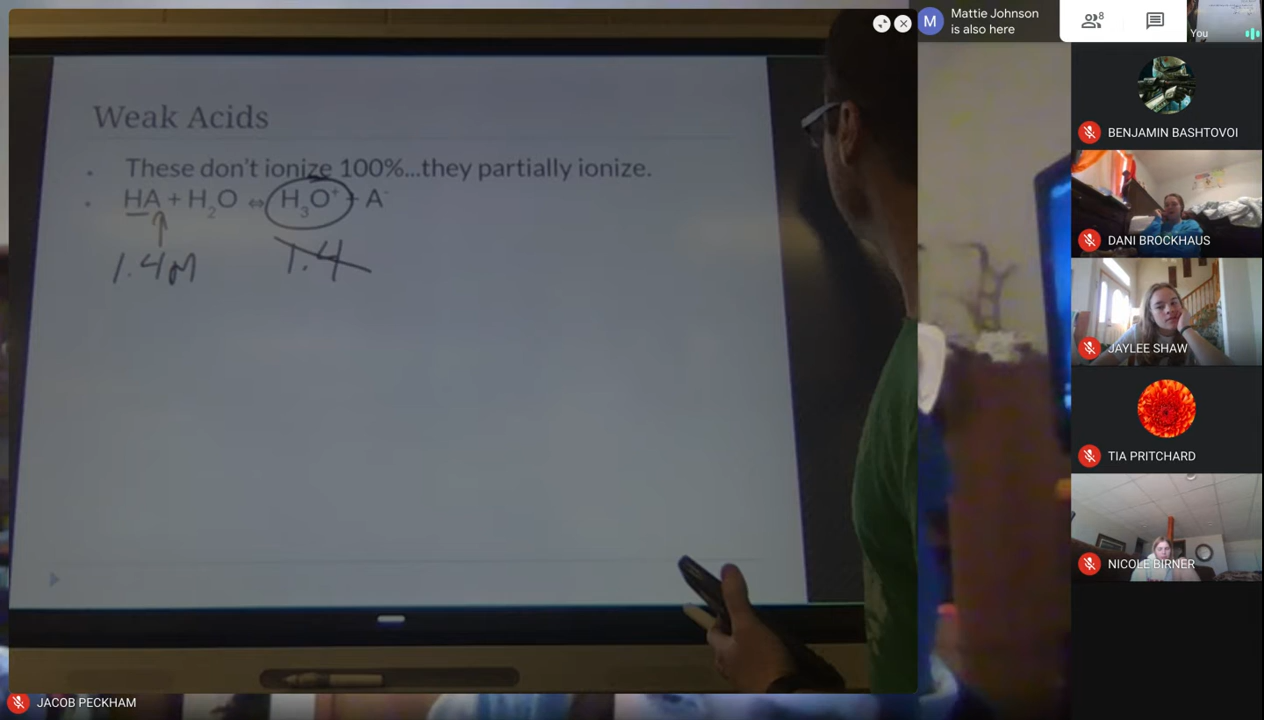 Weak Acids
These don't ionize 100%...they partially ionize.
HA + H₂O ⇔ H₃O⁺ + A⁻
1.4M 1.4
M
Mattie Johnson
is also here
8
You
BENJAMIN BASHTOVOI
DANI BROCKHAUS
JAYLEE SHAW
TIA PRITCHARD
NICOLE BIRNER
JACOB PECKHAM